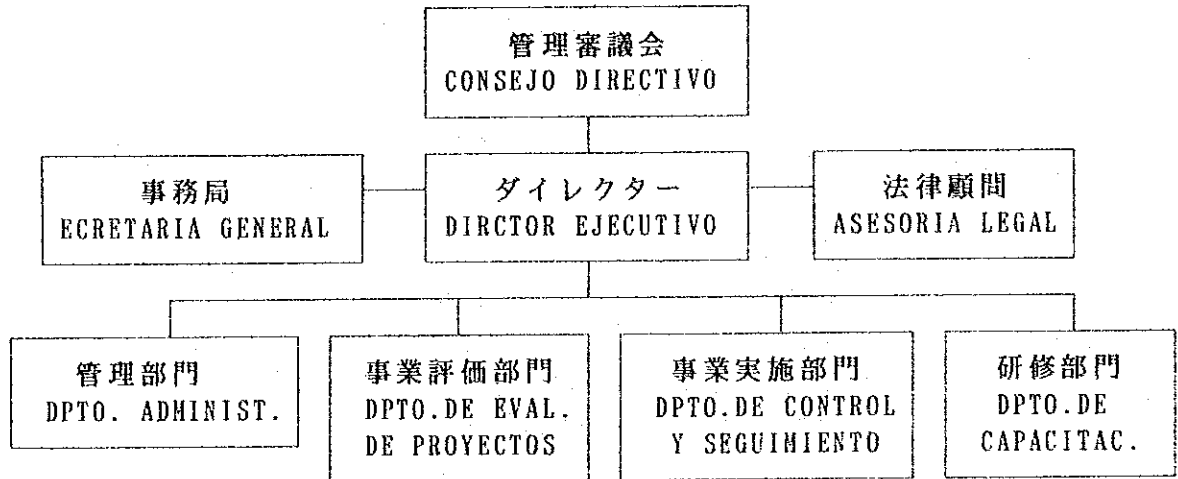 管理審議会
CONSEJO DIRECTIVO
事務局
ECRETARIA GENERAL
ダイレクター
DIRCTOR EJECUTIVO
法律顧問
ASESORIA LEGAL
管理部門
DPTO. ADMINIST.
事業評価部門
DPTO.DE EVAL.
DE PROYECTOS
事業実施部門
DPTO.DE CONTROL
Y SEGUIMIENTO
研修部門
DPTO.DE
CAPACITAC.